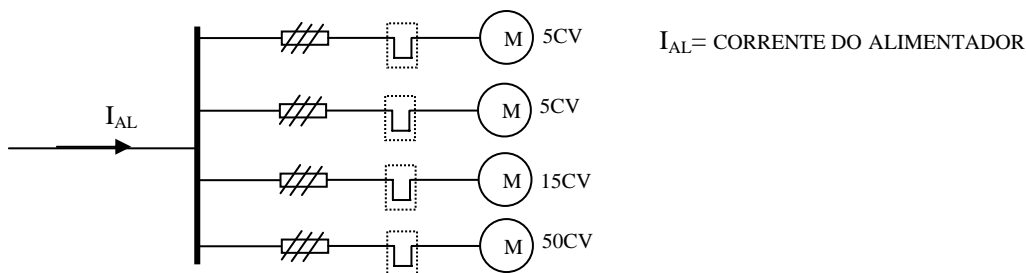 M 5CV
I_AL= CORRENTE DO ALIMENTADOR
M 5CV
I_AL
M 15CV
M 50CV